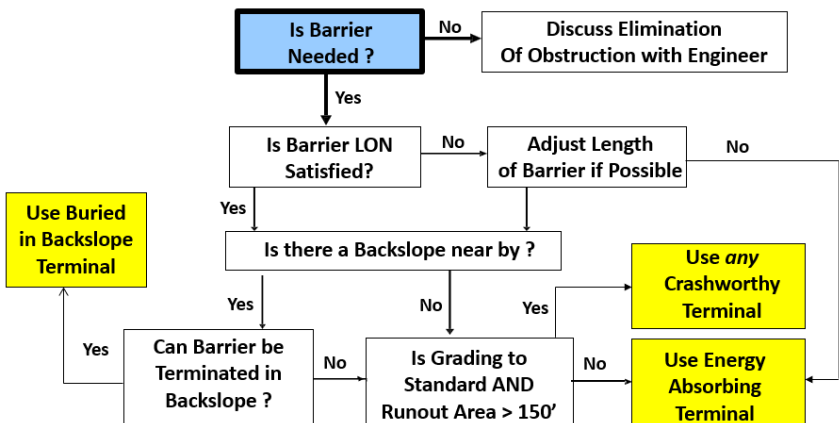 Is Barrier
Needed ?
No
Discuss Elimination
Of Obstruction with Engineer
Yes
Is Barrier LON
Satisfied?
No
Adjust Length
of Barrier if Possible
No
Use Buried
in Backslope
Terminal
Yes
Is there a Backslope near by ?
Use any
Crashworthy
Terminal
Yes
No
Yes
Yes
Can Barrier be
Terminated in
Backslope ?
No
Is Grading to
Standard AND
Runout Area > 150'
No
Use Energy
Absorbing
Terminal